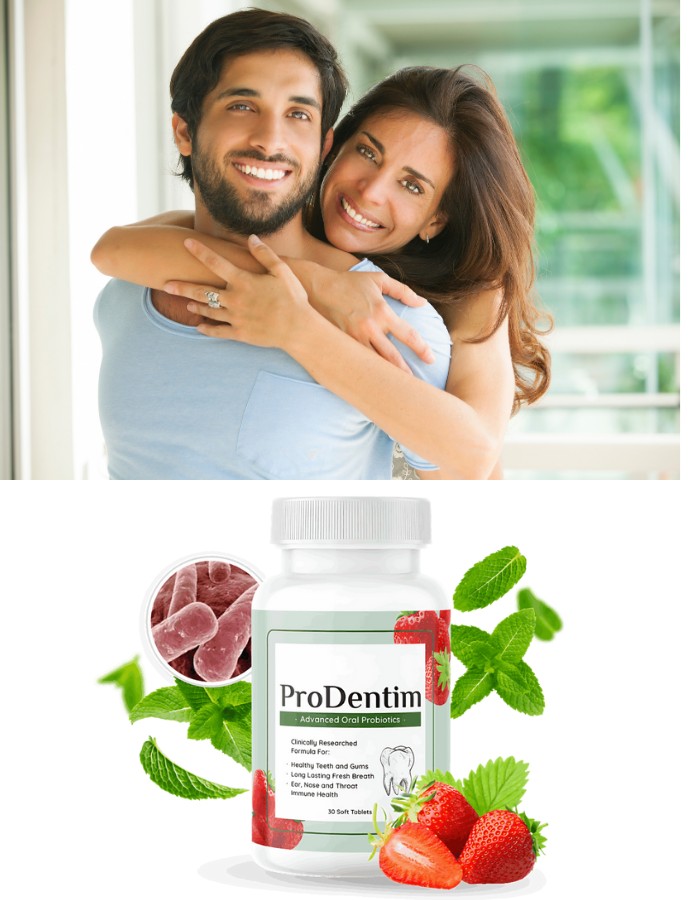 ProDentim
· Advanced Oral Probiotics ·
Clinically Researched
Formula For:
· Healthy Teeth and Gums
· Long Lasting Fresh Breath
· Ear, Nose and Throat
Immune Health
30 Soft Tablets